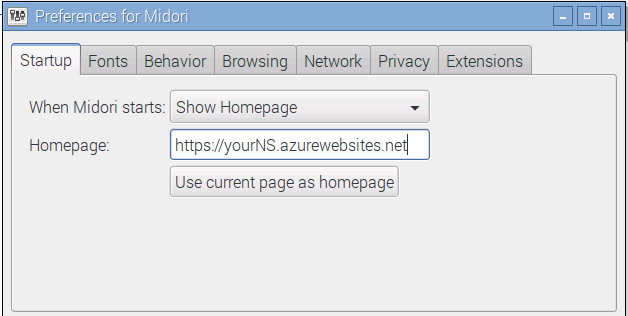 Preferences for Midori
Startup Fonts Behavior Browsing Network Privacy Extensions
When Midori starts: Show Homepage
Homepage: https://yourNS.azurewebsites.net
Use current page as homepage